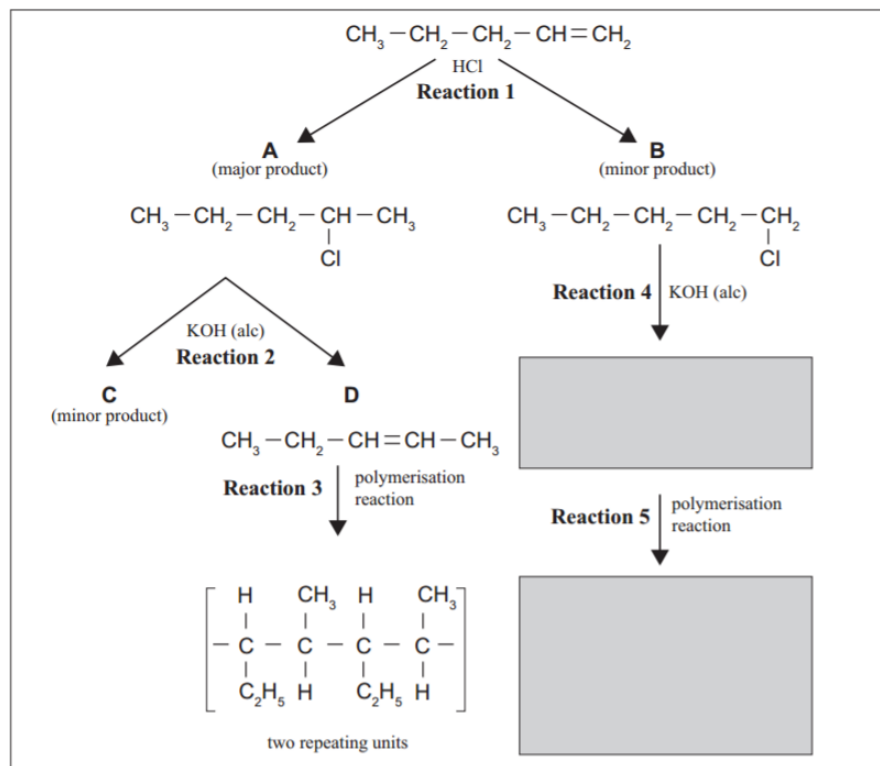 CH₃–CH₂–CH₂–CH=CH₂
HCl
Reaction 1
A
(major product)
B
(minor product)
CH₃–CH₂–CH₂–CH–CH₃
|
Cl
CH₃–CH₂–CH₂–CH₂–CH₂
|
Cl
Reaction 4 KOH (alc)
KOH (alc)
Reaction 2
C
(minor product)
D
CH₃–CH₂–CH=CH–CH₃
Reaction 3 polymerisation
reaction
Reaction 5 polymerisation
reaction
H CH₃ H CH₃
| | | |
– C – C – C – C –
| | | |
C₂H₅ H C₂H₅ H
two repeating units